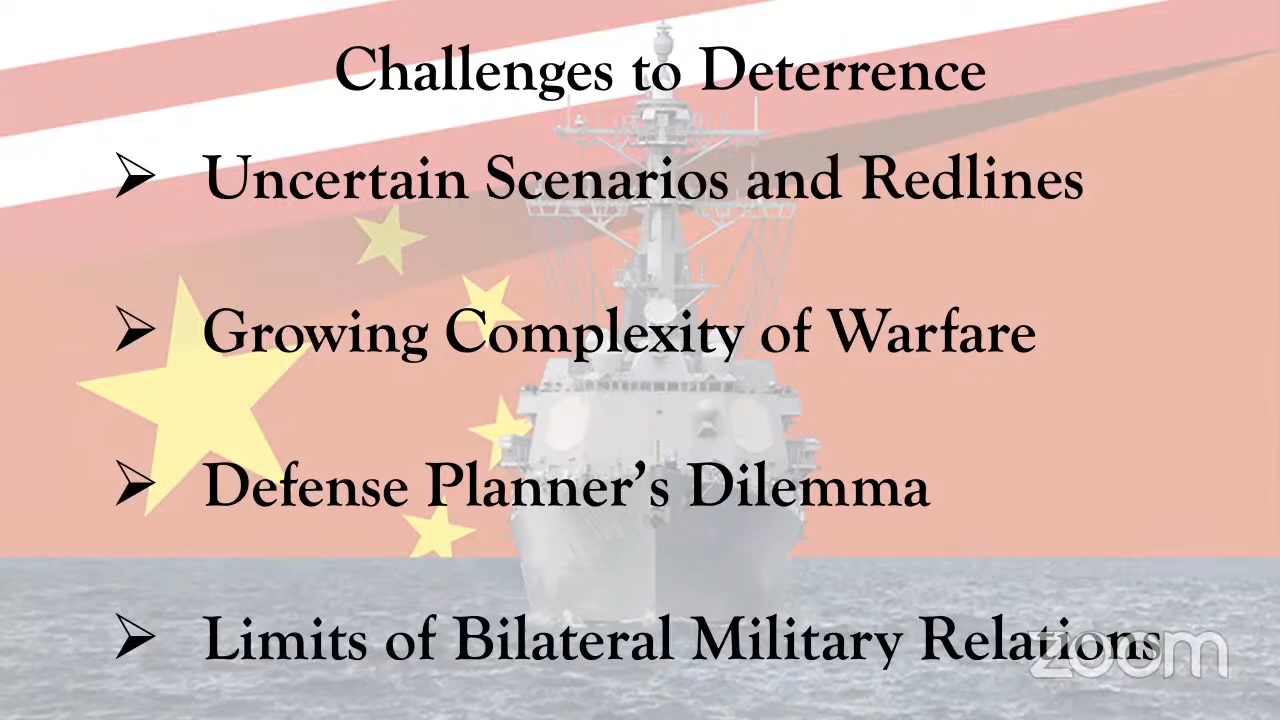 Challenges to Deterrence
Uncertain Scenarios and Redlines
Growing Complexity of Warfare
Defense Planner’s Dilemma
Limits of Bilateral Military Relations
zoom